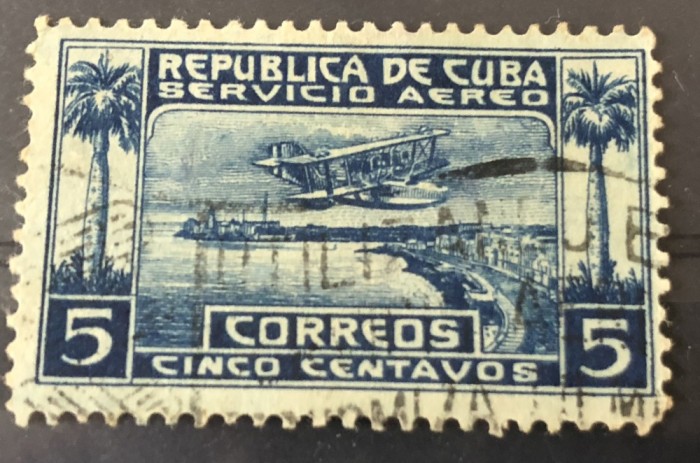 REPUBLICA DE CUBA
SERVICIO AEREO
5 CORREOS 5
CINCO CENTAVOS